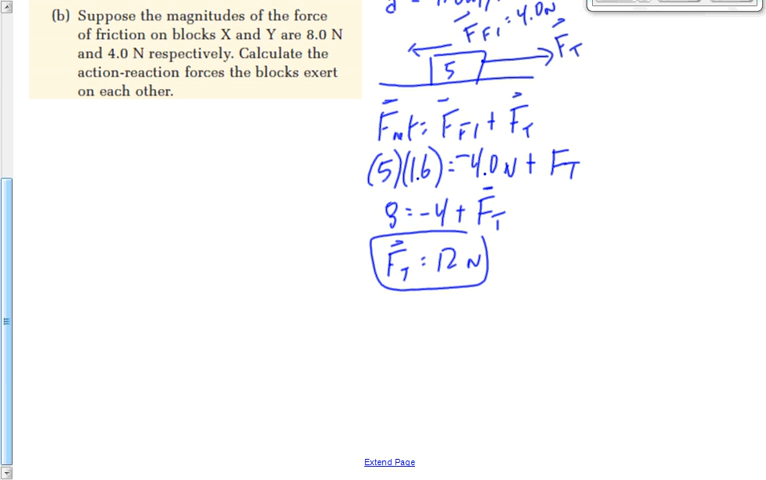 (b) Suppose the magnitudes of the force
of friction on blocks X and Y are 8.0 N
and 4.0 N respectively. Calculate the
action-reaction forces the blocks exert
on each other.
F Ff1 = 4.0N
5
FT
Fnet = Ff1 + FT
(5)(1.6) = -4.0N + FT
8 = -4 + FT
FT = 12 N
Extend Page